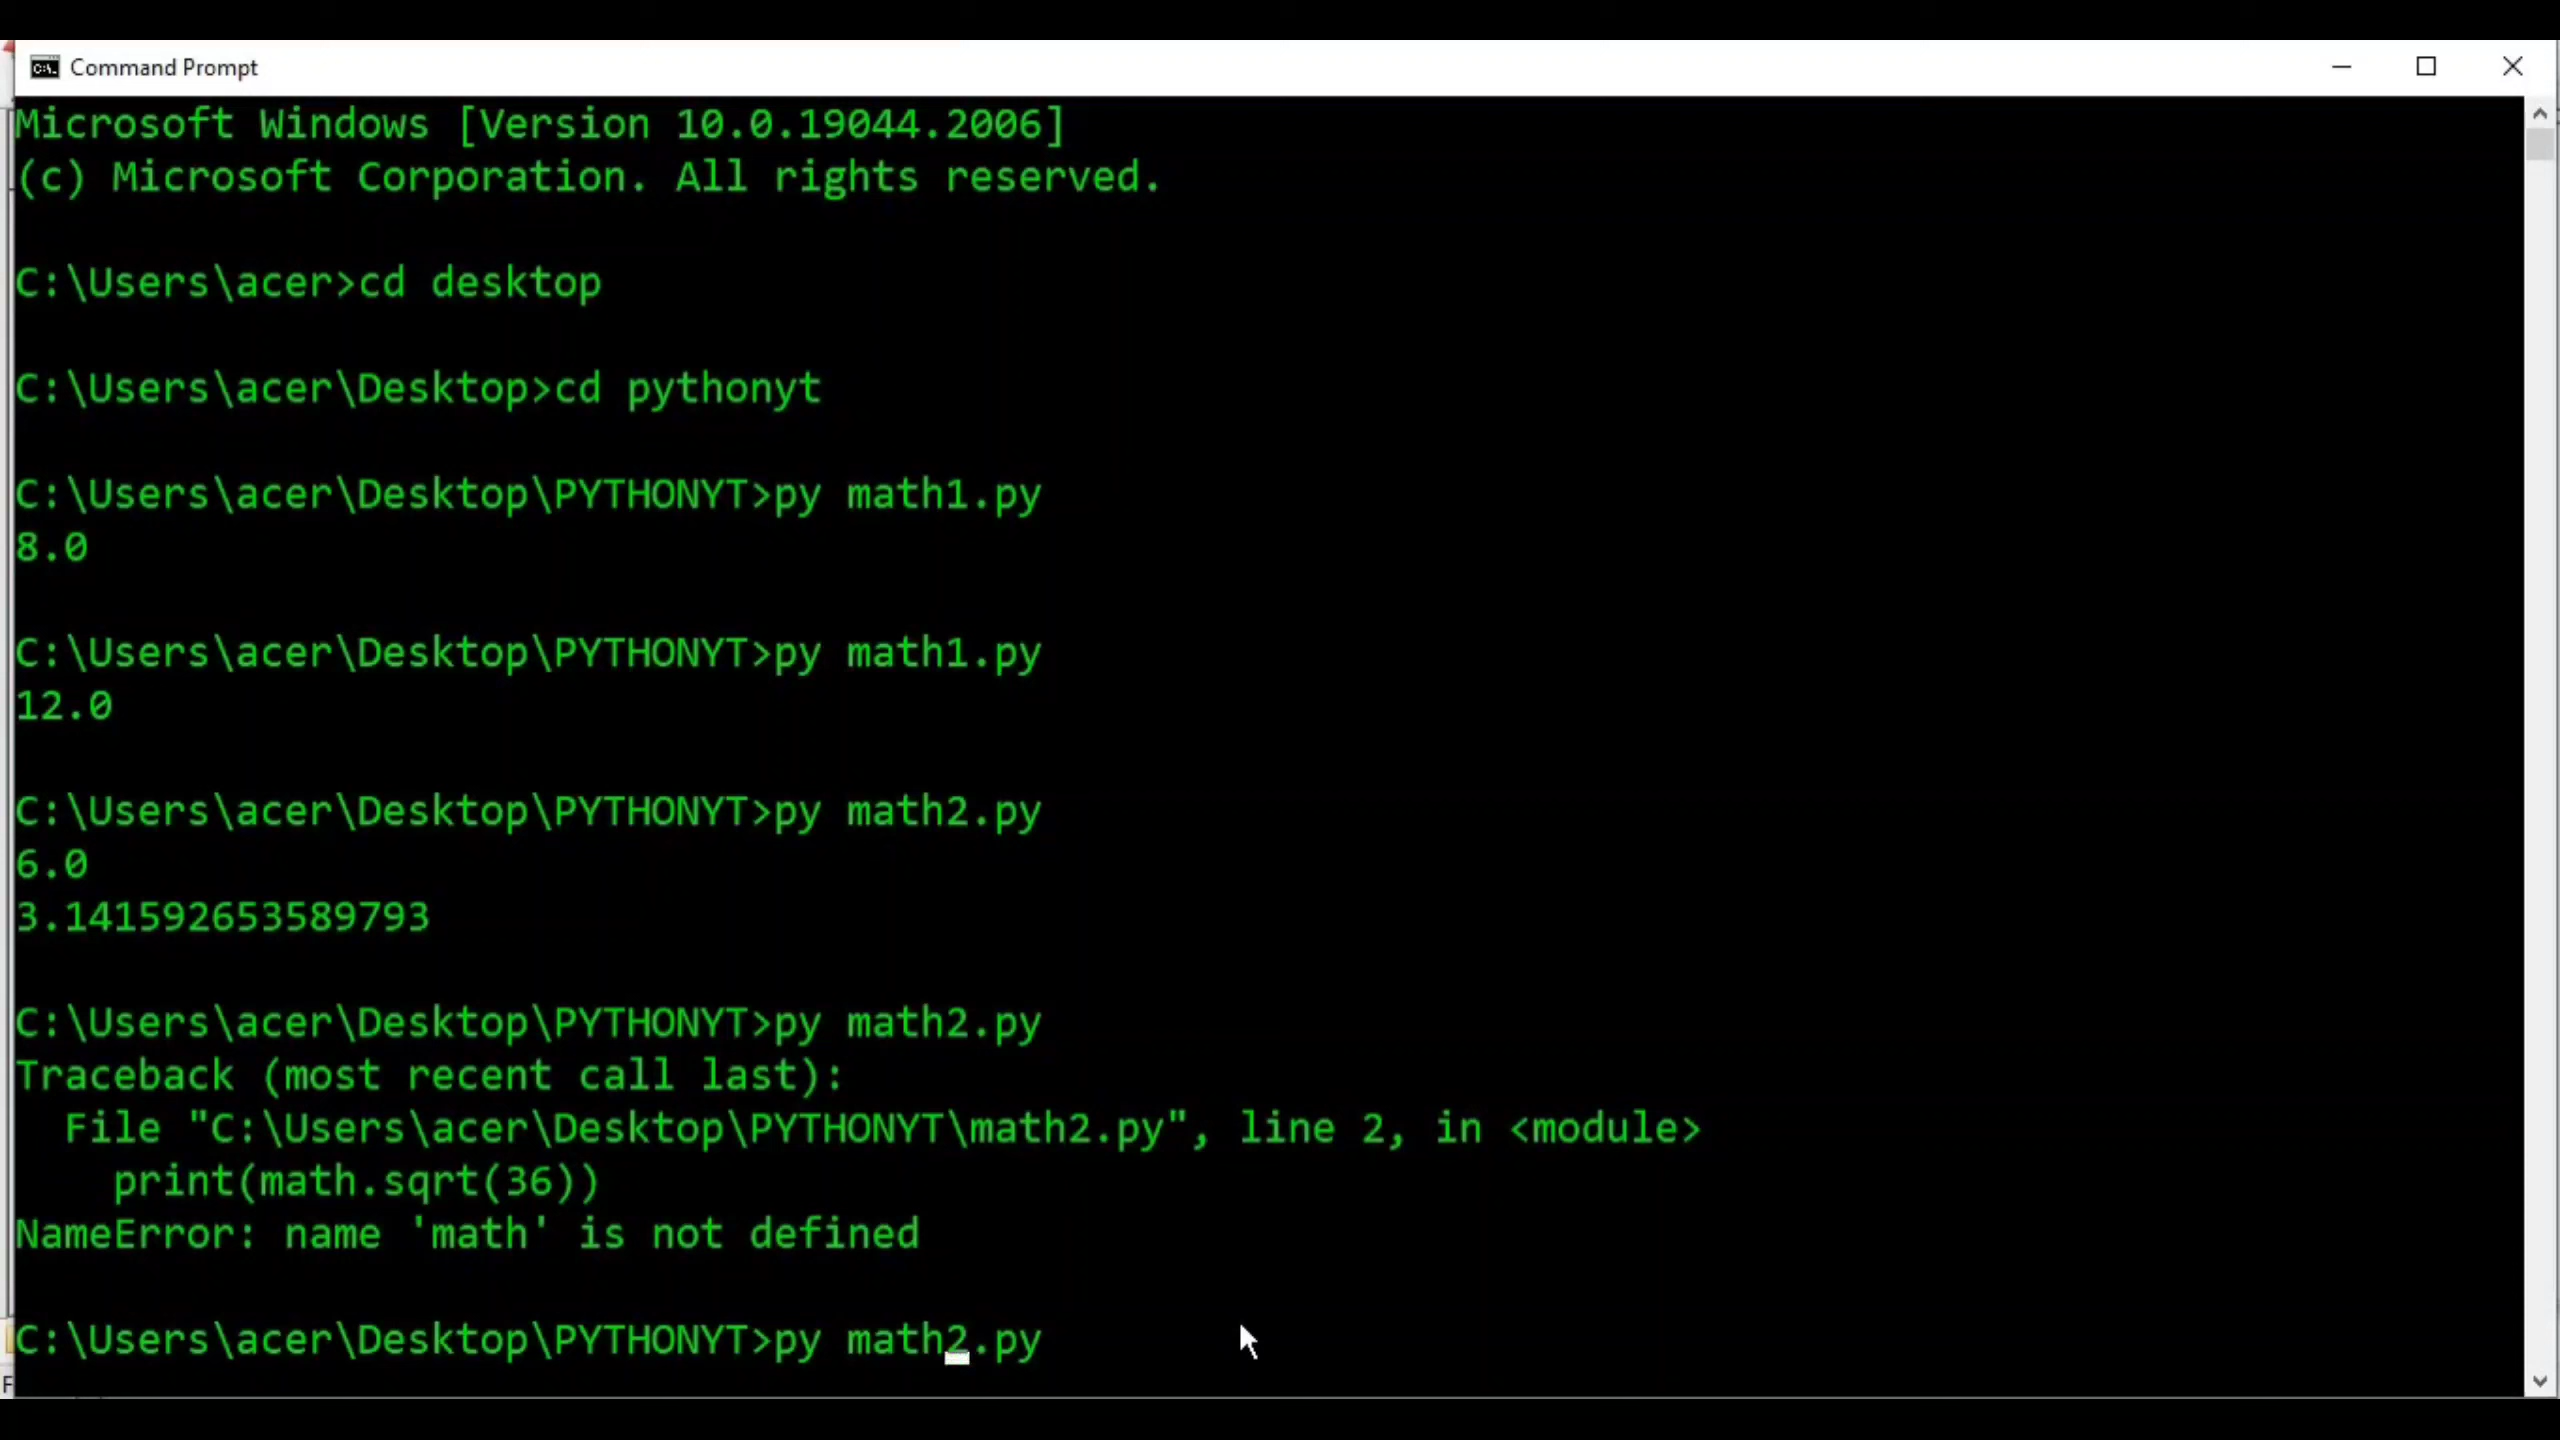 Command Prompt
Microsoft Windows [Version 10.0.19044.2006]
(c) Microsoft Corporation. All rights reserved.
C:\Users\acer>cd desktop
C:\Users\acer\Desktop>cd pythonyt
C:\Users\acer\Desktop\PYTHONYT>py math1.py
8.0
C:\Users\acer\Desktop\PYTHONYT>py math1.py
12.0
C:\Users\acer\Desktop\PYTHONYT>py math2.py
6.0
3.141592653589793
C:\Users\acer\Desktop\PYTHONYT>py math2.py
Traceback (most recent call last):
  File "C:\Users\acer\Desktop\PYTHONYT\math2.py", line 2, in <module>
    print(math.sqrt(36))
NameError: name 'math' is not defined
C:\Users\acer\Desktop\PYTHONYT>py math2.py